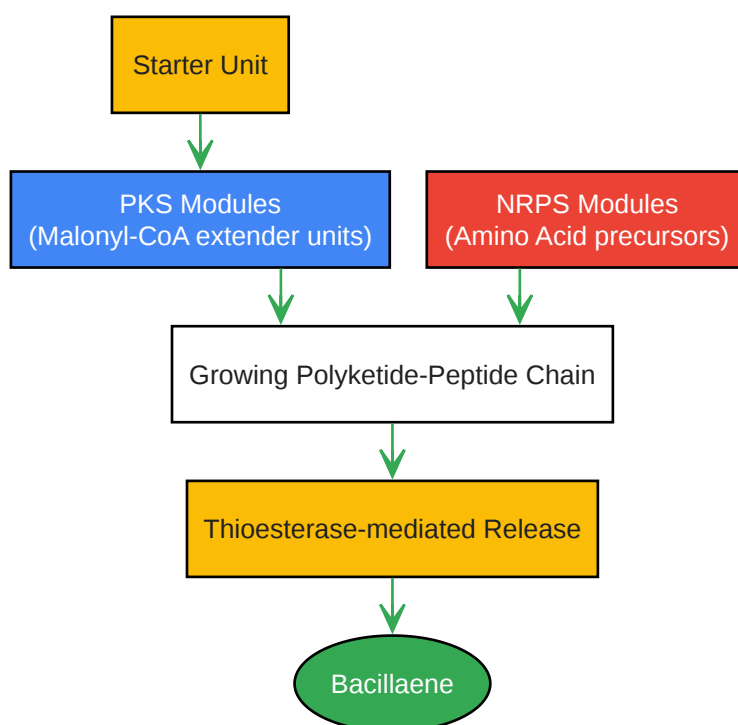 Starter Unit
PKS Modules
(Malonyl-CoA extender units)
NRPS Modules
(Amino Acid precursors)
Growing Polyketide-Peptide Chain
Thioesterase-mediated Release
Bacillaene